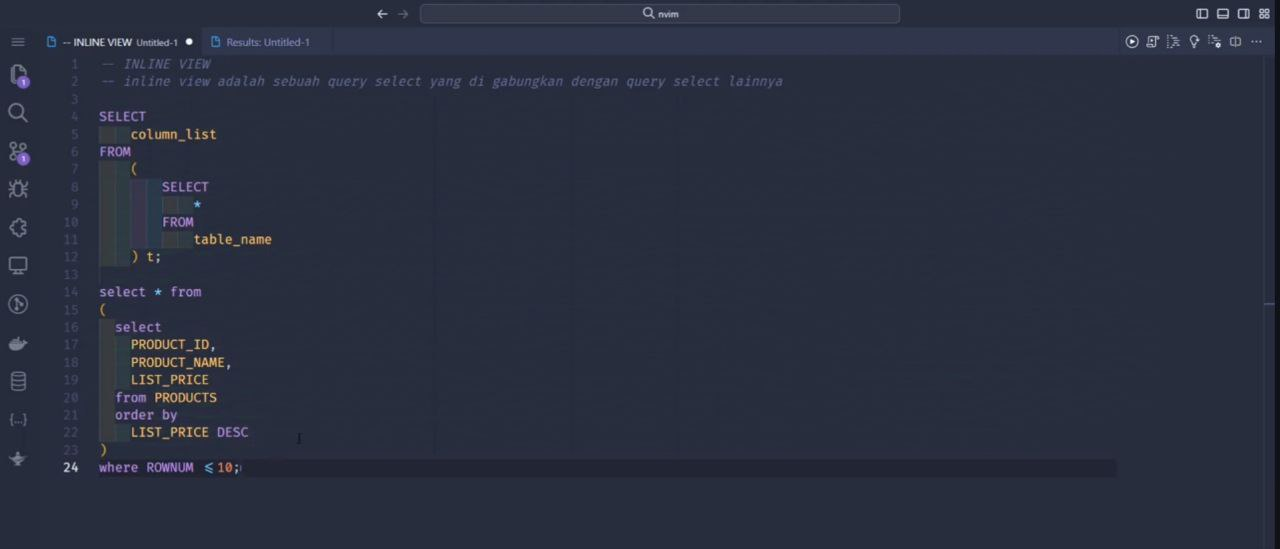 nvim
-- INLINE VIEW Untitled-1
Results: Untitled-1
1 -- INLINE VIEW
2 -- inline view adalah sebuah query select yang di gabungkan dengan query select lainnya
3
4 SELECT
5 column_list
6 FROM
7 (
8 SELECT
9 *
10 FROM
11 table_name
12 ) t;
13
14 select * from
15 (
16 select
17 PRODUCT_ID,
18 PRODUCT_NAME,
19 LIST_PRICE
20 from PRODUCTS
21 order by
22 LIST_PRICE DESC
23 )
24 where ROWNUM <=10;
1
1
{...}